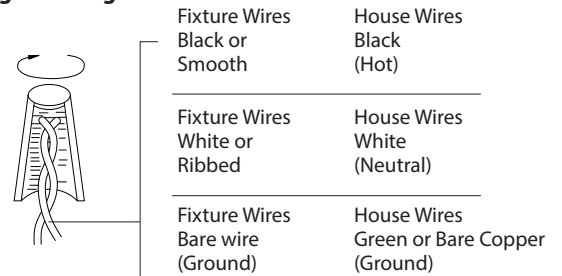 Fixture Wires House Wires
Black or Black
Smooth (Hot)
Fixture Wires House Wires
White or White
Ribbed (Neutral)
Fixture Wires House Wires
Bare wire Green or Bare Copper
(Ground) (Ground)